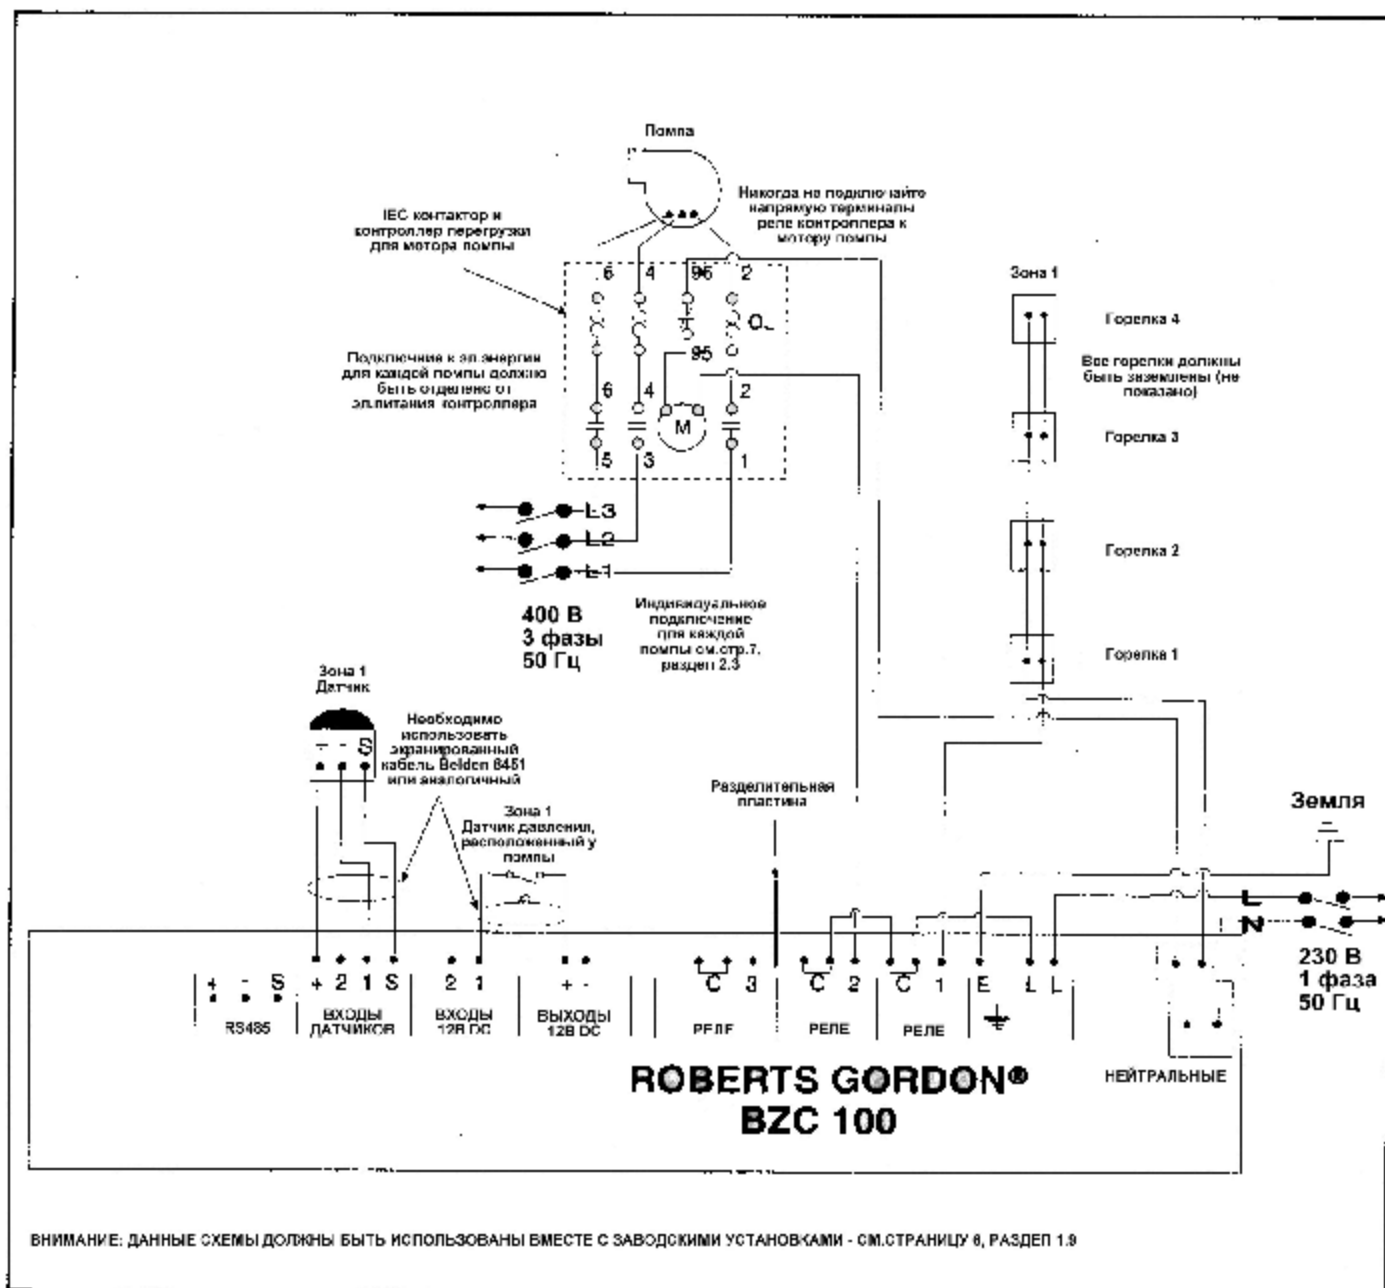 Помпа
Никогда не подключайте
напрямую терминалы
реле контроллера к
мотору помпы
IEC контактор и
контроллер перегрузки
для мотора помпы
6 4 96 2
95
Подключние к эл.энергии
для каждой помпы должно
быть отделено от
эл.питания контроллера
6 4 2
M
5 3 1
L3
L2
L1
400 В
3 фазы
50 Гц
Индивидуальное
подключение
для каждой
помпы см.стр.7,
раздел 2.3
Зона 1
Горелка 4
Все горелки должны
быть заземлены (не
показано)
Горелка 3
Горелка 2
Горелка 1
Зона 1
Датчик
S
Необходимо
использовать
экранированный
кабель Belden 8451
или аналогичный
Зона 1
Датчик давления,
расположенный у
помпы
Разделительная
пластина
Земля
L
N
230 В
1 фаза
50 Гц
+ - S
RS485
+ 2 1 S
ВХОДЫ
ДАТЧИКОВ
2 1
ВХОДЫ
12В DC
+ -
ВЫХОДЫ
12В DC
C 3
РЕЛЕ
C 2
РЕЛЕ
C 1
РЕЛЕ
E L L
НЕЙТРАЛЬНЫЕ
ROBERTS GORDON®
BZC 100
ВНИМАНИЕ: ДАННЫЕ СХЕМЫ ДОЛЖНЫ БЫТЬ ИСПОЛЬЗОВАНЫ ВМЕСТЕ С ЗАВОДСКИМИ УСТАНОВКАМИ - СМ.СТРАНИЦУ 6, РАЗДЕЛ 1.9